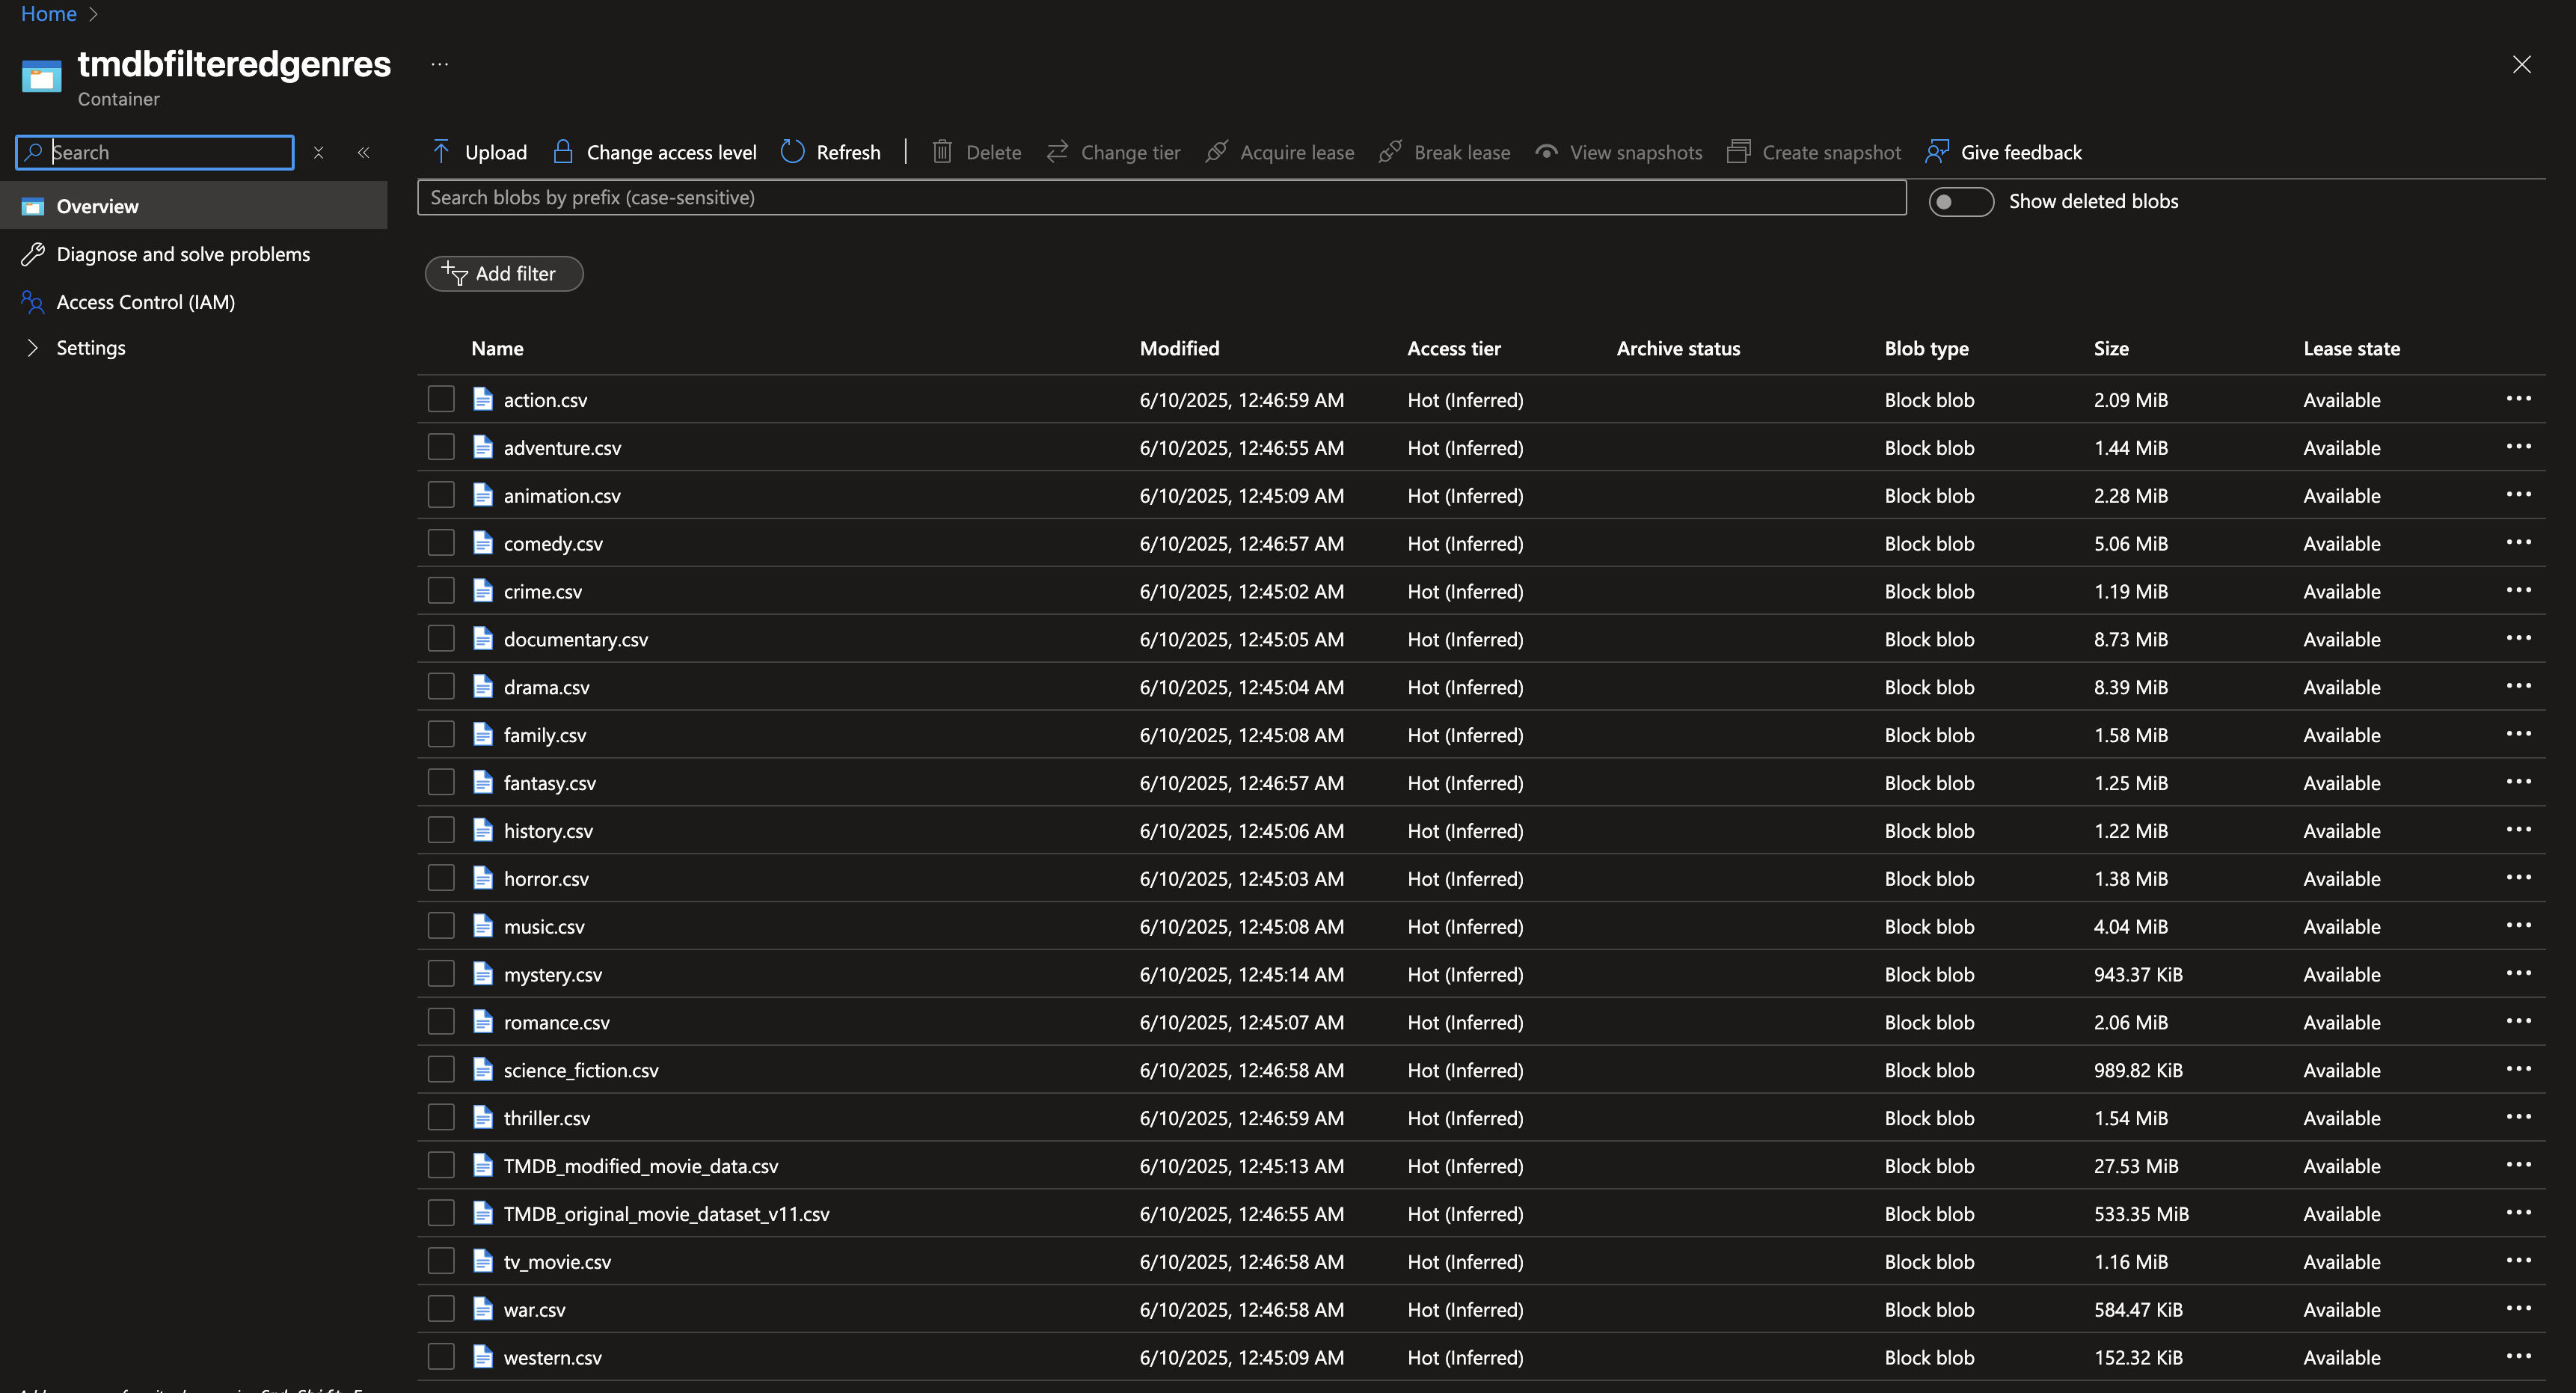 Home
tmdbfilteredgenres ...
Container
Search
Upload Change access level Refresh Delete Change tier Acquire lease Break lease View snapshots Create snapshot Give feedback
Search blobs by prefix (case-sensitive) Show deleted blobs
Overview
Diagnose and solve problems
Access Control (IAM)
Settings
Add filter
Name Modified Access tier Archive status Blob type Size Lease state
action.csv 6/10/2025, 12:46:59 AM Hot (Inferred) Block blob 2.09 MiB Available
adventure.csv 6/10/2025, 12:46:55 AM Hot (Inferred) Block blob 1.44 MiB Available
animation.csv 6/10/2025, 12:45:09 AM Hot (Inferred) Block blob 2.28 MiB Available
comedy.csv 6/10/2025, 12:46:57 AM Hot (Inferred) Block blob 5.06 MiB Available
crime.csv 6/10/2025, 12:45:02 AM Hot (Inferred) Block blob 1.19 MiB Available
documentary.csv 6/10/2025, 12:45:05 AM Hot (Inferred) Block blob 8.73 MiB Available
drama.csv 6/10/2025, 12:45:04 AM Hot (Inferred) Block blob 8.39 MiB Available
family.csv 6/10/2025, 12:45:08 AM Hot (Inferred) Block blob 1.58 MiB Available
fantasy.csv 6/10/2025, 12:46:57 AM Hot (Inferred) Block blob 1.25 MiB Available
history.csv 6/10/2025, 12:45:06 AM Hot (Inferred) Block blob 1.22 MiB Available
horror.csv 6/10/2025, 12:45:03 AM Hot (Inferred) Block blob 1.38 MiB Available
music.csv 6/10/2025, 12:45:08 AM Hot (Inferred) Block blob 4.04 MiB Available
mystery.csv 6/10/2025, 12:45:14 AM Hot (Inferred) Block blob 943.37 KiB Available
romance.csv 6/10/2025, 12:45:07 AM Hot (Inferred) Block blob 2.06 MiB Available
science_fiction.csv 6/10/2025, 12:46:58 AM Hot (Inferred) Block blob 989.82 KiB Available
thriller.csv 6/10/2025, 12:46:59 AM Hot (Inferred) Block blob 1.54 MiB Available
TMDB_modified_movie_data.csv 6/10/2025, 12:45:13 AM Hot (Inferred) Block blob 27.53 MiB Available
TMDB_original_movie_dataset_v11.csv 6/10/2025, 12:46:55 AM Hot (Inferred) Block blob 533.35 MiB Available
tv_movie.csv 6/10/2025, 12:46:58 AM Hot (Inferred) Block blob 1.16 MiB Available
war.csv 6/10/2025, 12:46:58 AM Hot (Inferred) Block blob 584.47 KiB Available
western.csv 6/10/2025, 12:45:09 AM Hot (Inferred) Block blob 152.32 KiB Available